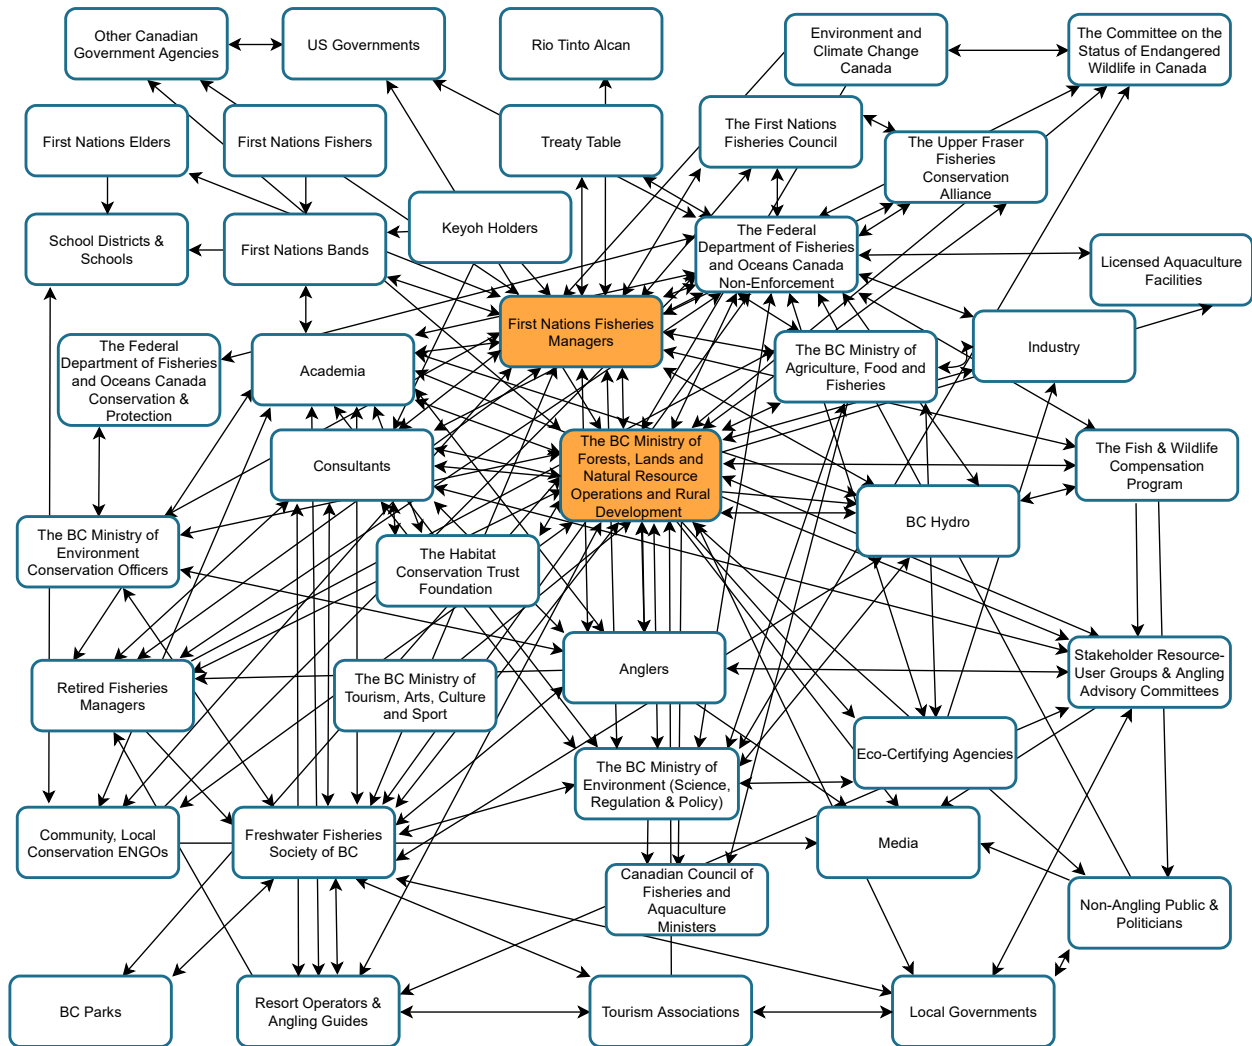 Other Canadian
Government Agencies
US Governments
Rio Tinto Alcan
Environment and
Climate Change
Canada
The Committee on the
Status of Endangered
Wildlife in Canada
First Nations Elders
First Nations Fishers
Treaty Table
The First Nations
Fisheries Council
The Upper Fraser
Fisheries
Conservation
Alliance
School Districts &
Schools
First Nations Bands
Keyoh Holders
The Federal
Department of Fisheries
and Oceans Canada
Non-Enforcement
Licensed Aquaculture
Facilities
The Federal
Department of Fisheries
and Oceans Canada
Conservation &
Protection
Academia
First Nations Fisheries
Managers
The BC Ministry of
Agriculture, Food and
Fisheries
Industry
Consultants
The BC Ministry of
Forests, Lands and
Natural Resource
Operations and Rural
Development
The Fish & Wildlife
Compensation
Program
The BC Ministry of
Environment
Conservation Officers
The Habitat
Conservation Trust
Foundation
BC Hydro
Retired Fisheries
Managers
The BC Ministry of
Tourism, Arts, Culture
and Sport
Anglers
Stakeholder Resource-
User Groups & Angling
Advisory Committees
The BC Ministry of
Environment (Science,
Regulation & Policy)
Eco-Certifying Agencies
Community, Local
Conservation ENGOs
Freshwater Fisheries
Society of BC
Media
Canadian Council of
Fisheries and
Aquaculture
Ministers
Non-Angling Public &
Politicians
BC Parks
Resort Operators &
Angling Guides
Tourism Associations
Local Governments